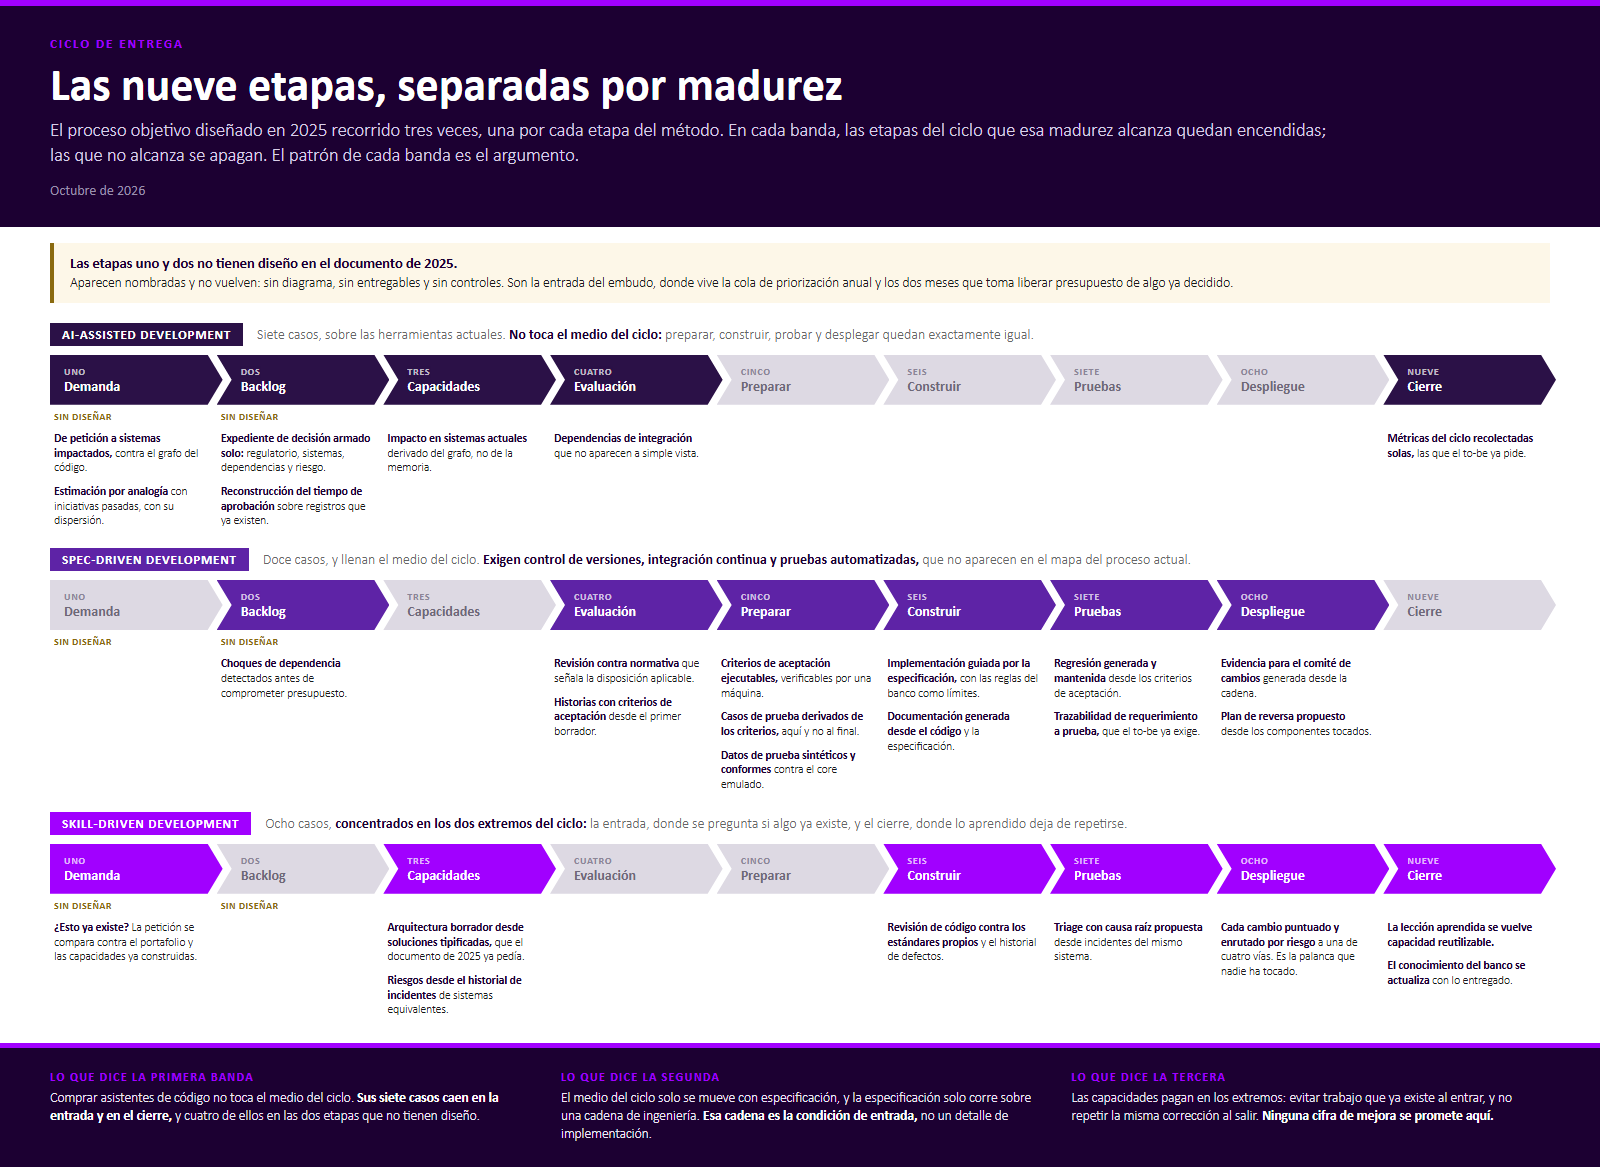 CICLO DE ENTREGA
Las nueve etapas, separadas por madurez
El proceso objetivo diseñado en 2025 recorrido tres veces, una por cada etapa del método. En cada banda, las etapas del ciclo que esa madurez alcanza quedan encendidas;
las que no alcanza se apagan. El patrón de cada banda es el argumento.
Octubre de 2026
Las etapas uno y dos no tienen diseño en el documento de 2025.
Aparecen nombradas y no vuelven: sin diagrama, sin entregables y sin controles. Son la entrada del embudo, donde vive la cola de priorización anual y los dos meses que toma liberar presupuesto de algo ya decidido.
AI-ASSISTED DEVELOPMENT
Siete casos, sobre las herramientas actuales. No toca el medio del ciclo: preparar, construir, probar y desplegar quedan exactamente igual.
UNO
Demanda
DOS
Backlog
TRES
Capacidades
CUATRO
Evaluación
CINCO
Preparar
SEIS
Construir
SIETE
Pruebas
OCHO
Despliegue
NUEVE
Cierre
SIN DISEÑAR
De petición a sistemas
impactados, contra el grafo del
código.
Estimación por analogía con
iniciativas pasadas, con su
dispersión.
SIN DISEÑAR
Expediente de decisión armado
solo: regulatorio, sistemas,
dependencias y riesgo.
Reconstrucción del tiempo de
aprobación sobre registros que
ya existen.
Impacto en sistemas actuales
derivado del grafo, no de la
memoria.
Dependencias de integración
que no aparecen a simple vista.
Métricas del ciclo recolectadas
solas, las que el to-be ya pide.
SPEC-DRIVEN DEVELOPMENT
Doce casos, y llenan el medio del ciclo. Exigen control de versiones, integración continua y pruebas automatizadas, que no aparecen en el mapa del proceso actual.
UNO
Demanda
DOS
Backlog
TRES
Capacidades
CUATRO
Evaluación
CINCO
Preparar
SEIS
Construir
SIETE
Pruebas
OCHO
Despliegue
NUEVE
Cierre
SIN DISEÑAR
SIN DISEÑAR
Choques de dependencia
detectados antes de
comprometer presupuesto.
Revisión contra normativa que
señala la disposición aplicable.
Historias con criterios de
aceptación desde el primer
borrador.
Criterios de aceptación
ejecutables, verificables por una
máquina.
Casos de prueba derivados de
los criterios, aquí y no al final.
Datos de prueba sintéticos y
conformes contra el core
emulado.
Implementación guiada por la
especificación, con las reglas del
banco como límites.
Documentación generada
desde el código y la
especificación.
Regresión generada y
mantenida desde los criterios
de aceptación.
Trazabilidad de requerimiento
a prueba, que el to-be ya exige.
Evidencia para el comité de
cambios generada desde la
cadena.
Plan de reversa propuesto
desde los componentes tocados.
SKILL-DRIVEN DEVELOPMENT
Ocho casos, concentrados en los dos extremos del ciclo: la entrada, donde se pregunta si algo ya existe, y el cierre, donde lo aprendido deja de repetirse.
UNO
Demanda
DOS
Backlog
TRES
Capacidades
CUATRO
Evaluación
CINCO
Preparar
SEIS
Construir
SIETE
Pruebas
OCHO
Despliegue
NUEVE
Cierre
SIN DISEÑAR
¿Esto ya existe? La petición se
compara contra el portafolio y
las capacidades ya construidas.
SIN DISEÑAR
Arquitectura borrador desde
soluciones tipificadas, que el
documento de 2025 ya pedía.
Riesgos desde el historial de
incidentes de sistemas
equivalentes.
Revisión de código contra los
estándares propios y el historial
de defectos.
Triage con causa raíz propuesta
desde incidentes del mismo
sistema.
Cada cambio puntuado y
enrutado por riesgo a una de
cuatro vías. Es la palanca que
nadie ha tocado.
La lección aprendida se vuelve
capacidad reutilizable.
El conocimiento del banco se
actualiza con lo entregado.
LO QUE DICE LA PRIMERA BANDA
Comprar asistentes de código no toca el medio del ciclo. Sus siete casos caen en la
entrada y en el cierre, y cuatro de ellos en las dos etapas que no tienen diseño.
LO QUE DICE LA SEGUNDA
El medio del ciclo solo se mueve con especificación, y la especificación solo corre sobre
una cadena de ingeniería. Esa cadena es la condición de entrada, no un detalle de
implementación.
LO QUE DICE LA TERCERA
Las capacidades pagan en los extremos: evitar trabajo que ya existe al entrar, y no
repetir la misma corrección al salir. Ninguna cifra de mejora se promete aquí.